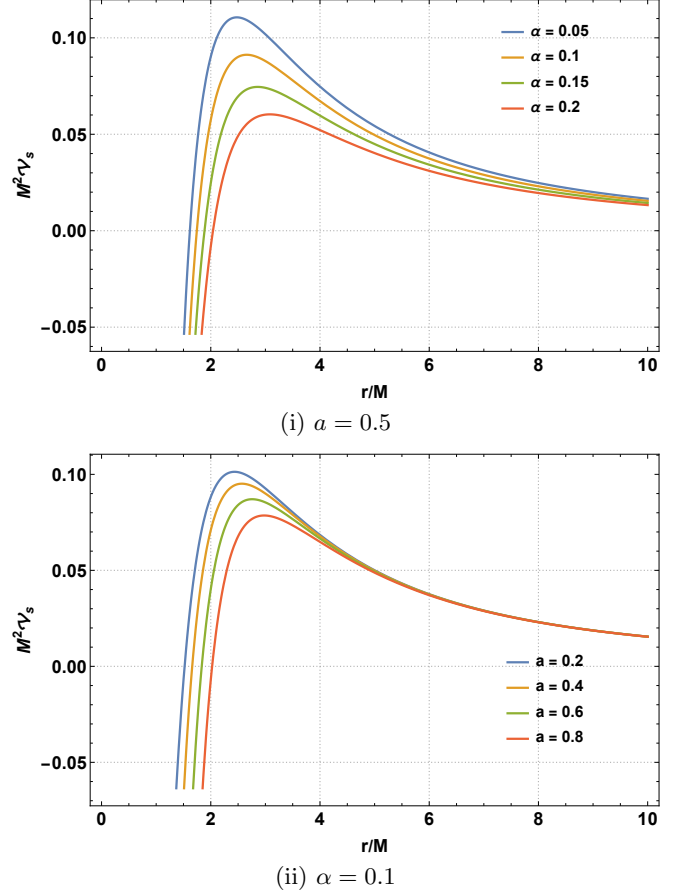 0.10
0.05
0.00
−0.05
M²𝒱ₛ
α = 0.05
α = 0.1
α = 0.15
α = 0.2
0 2 4 6 8 10
r/M
(i) a = 0.5
0.10
0.05
0.00
−0.05
M²𝒱ₛ
a = 0.2
a = 0.4
a = 0.6
a = 0.8
0 2 4 6 8 10
r/M
(ii) α = 0.1